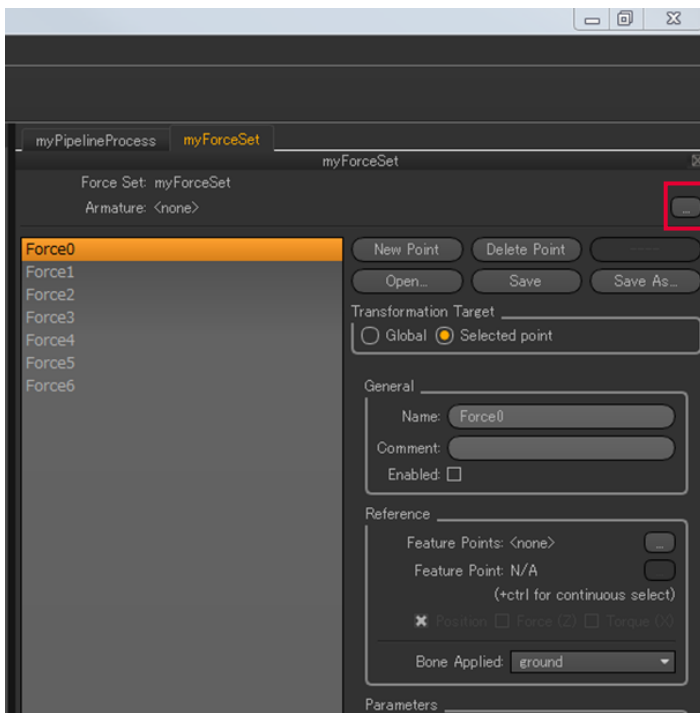 myPipelineProcess myForceSet
myForceSet
Force Set: myForceSet
Armature: <none>
...
Force0
Force1
Force2
Force3
Force4
Force5
Force6
New Point Delete Point ----
Open... Save Save As...
Transformation Target
Global Selected point
General
Name: Force0
Comment:
Enabled:
Reference
Feature Points: <none> ...
Feature Point: N/A
(+ctrl for continuous select)
Position Force (Z) Torque (X)
Bone Applied: ground
Parameters